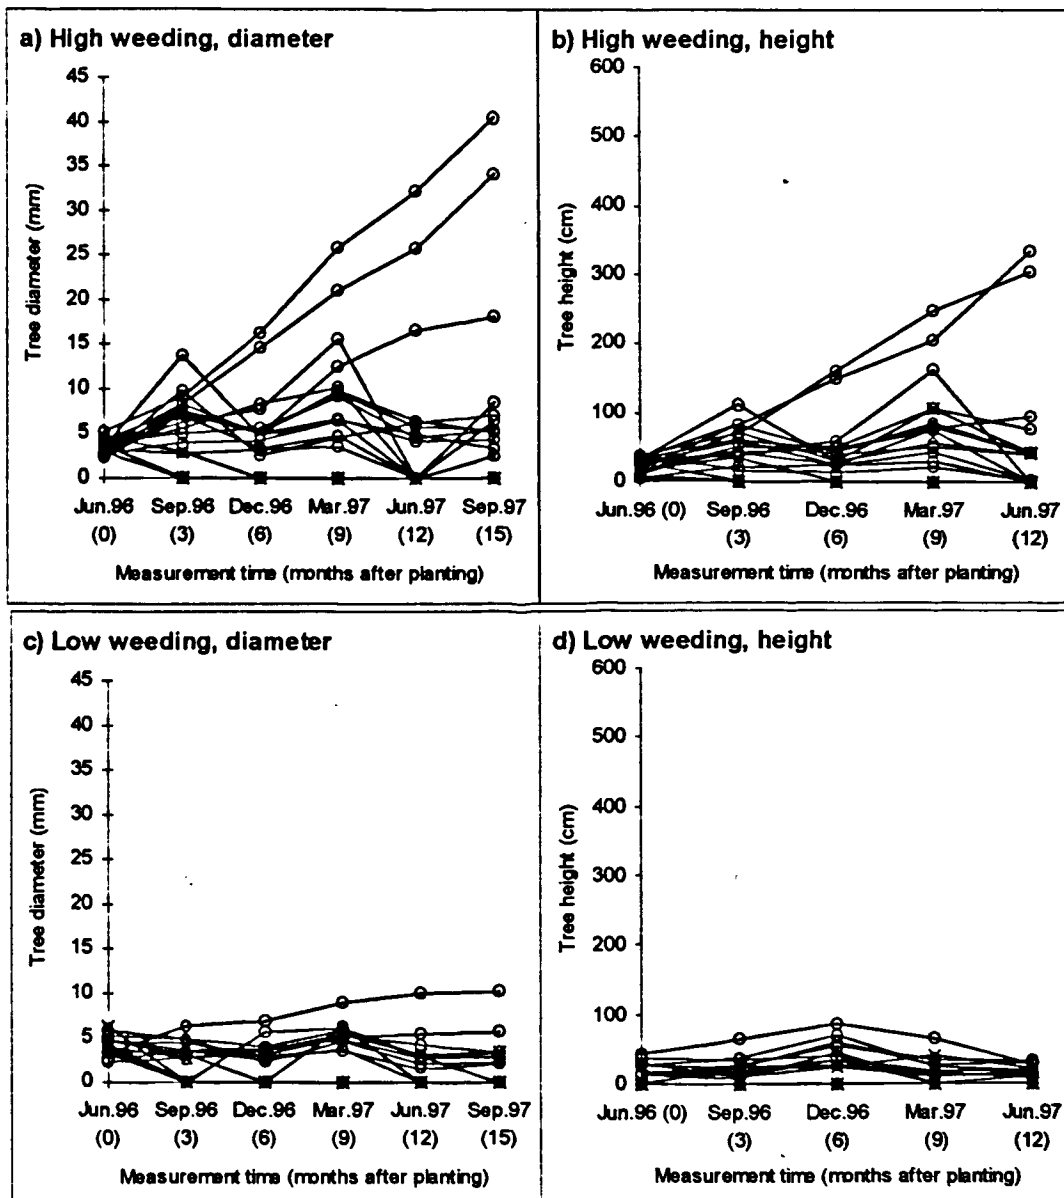 a) High weeding, diameter
45
40
35
30
25
20
15
10
5
0
Tree diameter (mm)
Jun.96 Sep.96 Dec.96 Mar.97 Jun.97 Sep.97
(0) (3) (6) (9) (12) (15)
Measurement time (months after planting)
b) High weeding, height
600
500
400
300
200
100
0
Tree height (cm)
Jun.96 (0) Sep.96 Dec.96 Mar.97 Jun.97
(3) (6) (9) (12)
Measurement time (months after planting)
c) Low weeding, diameter
45
40
35
30
25
20
15
10
5
0
Tree diameter (mm)
Jun.96 Sep.96 Dec.96 Mar.97 Jun.97 Sep.97
(0) (3) (6) (9) (12) (15)
Measurement time (months after planting)
d) Low weeding, height
600
500
400
300
200
100
0
Tree height (cm)
Jun.96 (0) Sep.96 Dec.96 Mar.97 Jun.97
(3) (6) (9) (12)
Measurement time (months after planting)